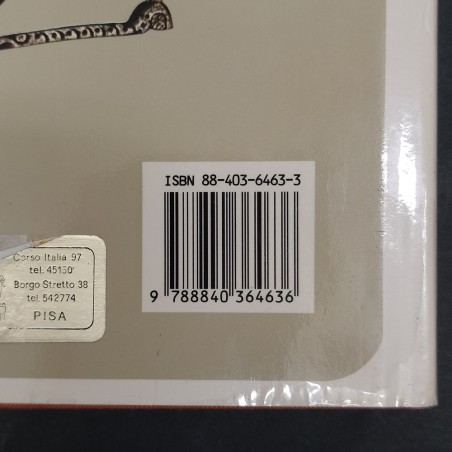 ISBN 88-403-6463-3
9 788840 364636
Corso Italia 97
tel. 45150
Borgo Stretto 38
tel. 542774
PISA